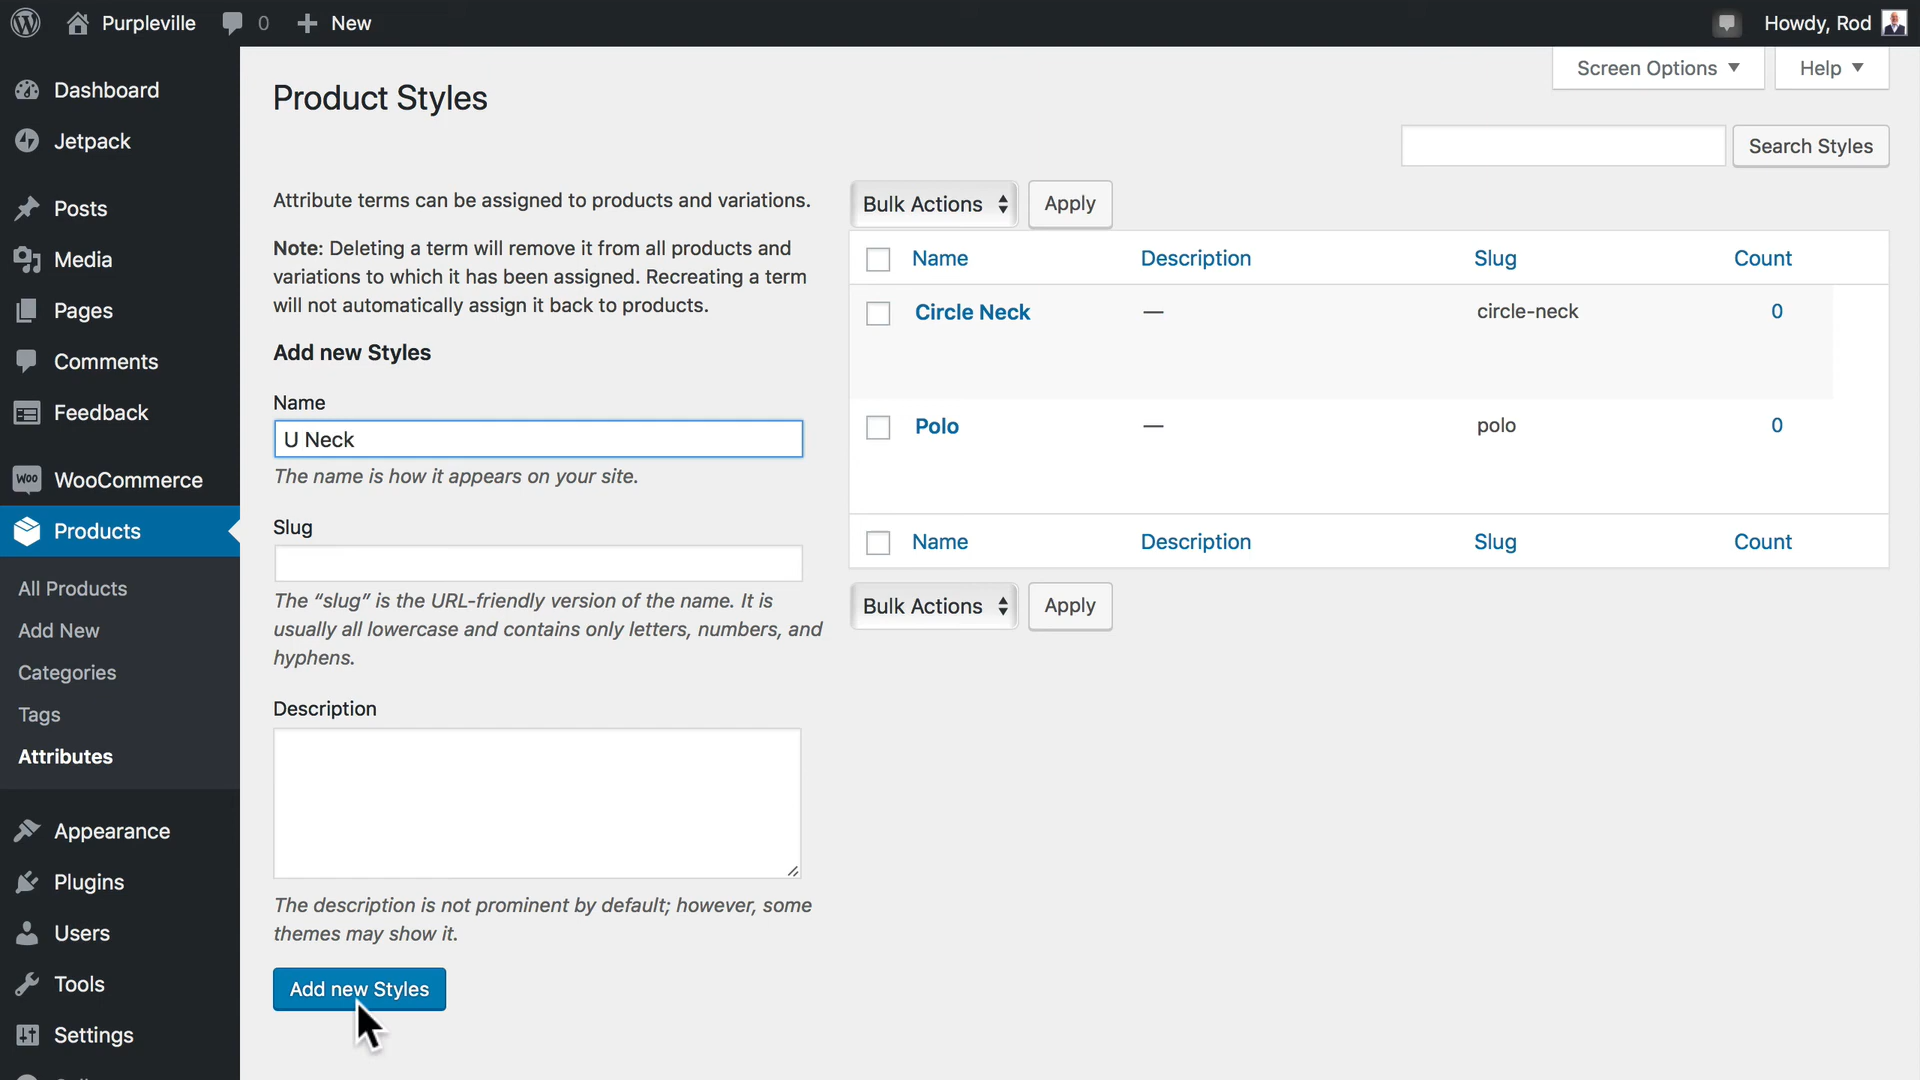 Purpleville
0
New
Howdy, Rod
Dashboard
Jetpack
Posts
Media
Pages
Comments
Feedback
WOO
WooCommerce
Products
All Products
Add New
Categories
Tags
Attributes
Appearance
Plugins
Users
Tools
Settings
Screen Options
Help
Product Styles
Search Styles
Attribute terms can be assigned to products and variations.
Note: Deleting a term will remove it from all products and
variations to which it has been assigned. Recreating a term
will not automatically assign it back to products.
Add new Styles
Name
U Neck
The name is how it appears on your site.
Slug
The “slug” is the URL-friendly version of the name. It is
usually all lowercase and contains only letters, numbers, and
hyphens.
Description
The description is not prominent by default; however, some
themes may show it.
Add new Styles
Bulk Actions Apply
Name Description Slug Count
Circle Neck — circle-neck 0
Polo — polo 0
Name Description Slug Count
Bulk Actions Apply